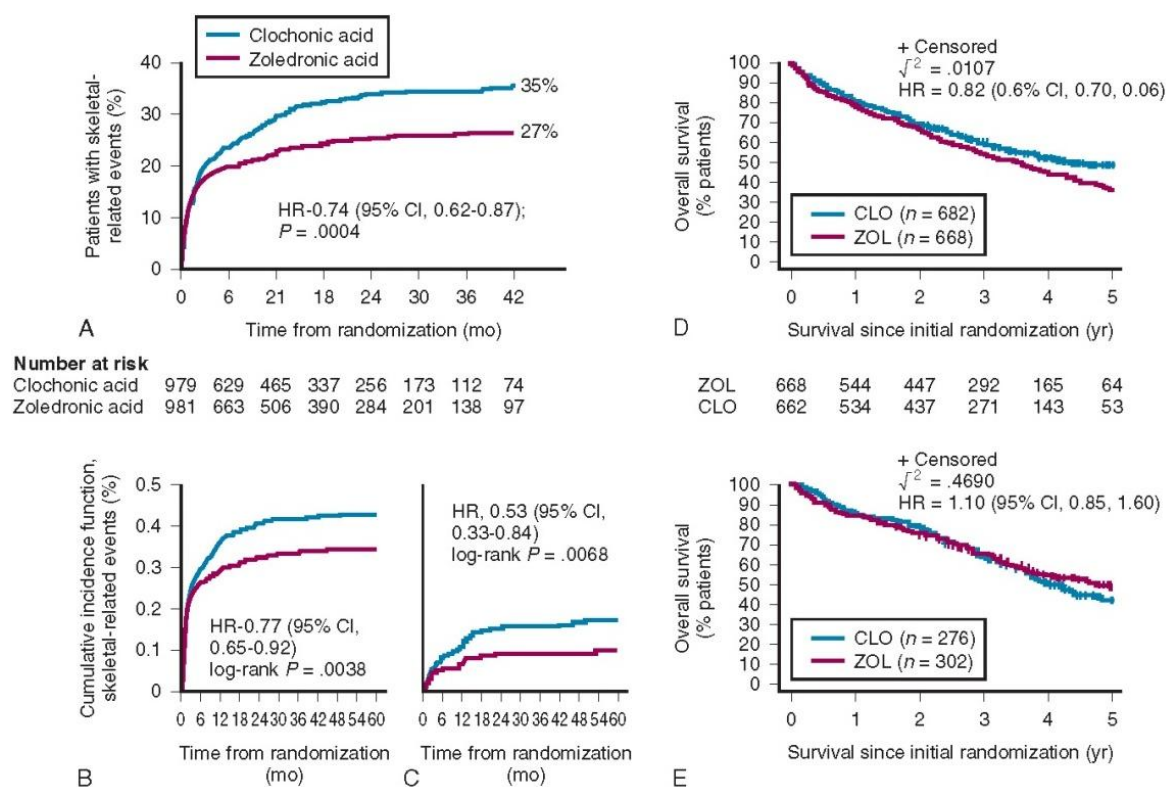 Clochonic acid
Zoledronic acid
Patients with skeletal-
related events (%)
40
30
20
10
0
35%
27%
HR-0.74 (95% CI, 0.62-0.87);
P = .0004
0 6 21 18 24 30 36 42
A
Time from randomization (mo)
Number at risk
Clochonic acid 979 629 465 337 256 173 112 74
Zoledronic acid 981 663 506 390 284 201 138 97
Cumulative incidence function,
skeletal-related events (%)
0.5
0.4
0.3
0.2
0.1
0
HR-0.77 (95% CI,
0.65-0.92)
log-rank P = .0038
0 6 12 18 24 30 36 42 48 54 60
Time from randomization
(mo)
B
HR, 0.53 (95% CI,
0.33-0.84)
log-rank P = .0068
0 6 12 18 24 30 36 42 48 54 60
Time from randomization
(mo)
C
+ Censored
√² = .0107
HR = 0.82 (0.6% CI, 0.70, 0.06)
Overall survival
(% patients)
100
90
80
70
60
50
40
30
20
10
0
CLO (n = 682)
ZOL (n = 668)
0 1 2 3 4 5
D
Survival since initial randomization (yr)
ZOL 668 544 447 292 165 64
CLO 662 534 437 271 143 53
+ Censored
√² = .4690
HR = 1.10 (95% CI, 0.85, 1.60)
Overall survival
(% patients)
100
90
80
70
60
50
40
30
20
10
0
CLO (n = 276)
ZOL (n = 302)
0 1 2 3 4 5
E
Survival since initial randomization (yr)